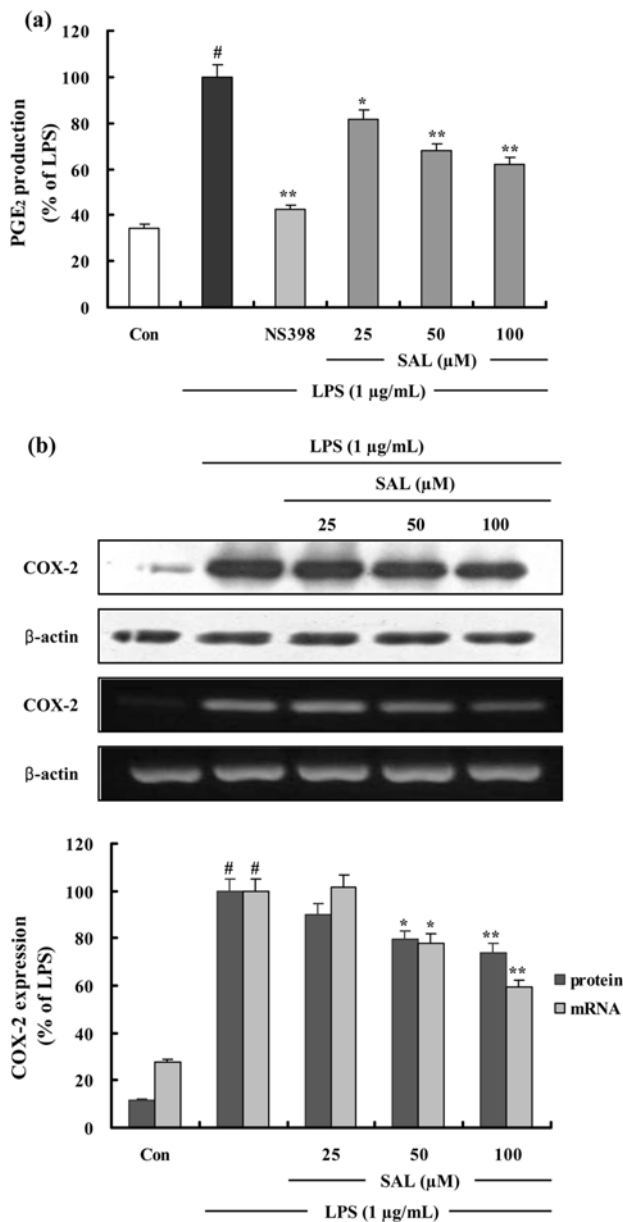 (a)
PGE₂ production
(% of LPS)
120
100
80
60
40
20
0
#
**
*
**
**
Con
NS398
25
50
100
SAL (μM)
LPS (1 μg/mL)
(b)
LPS (1 μg/mL)
SAL (μM)
25
50
100
COX-2
β-actin
COX-2
β-actin
COX-2 expression
(% of LPS)
120
100
80
60
40
20
0
#
#
*
*
**
**
protein
mRNA
Con
25
50
100
SAL (μM)
LPS (1 μg/mL)